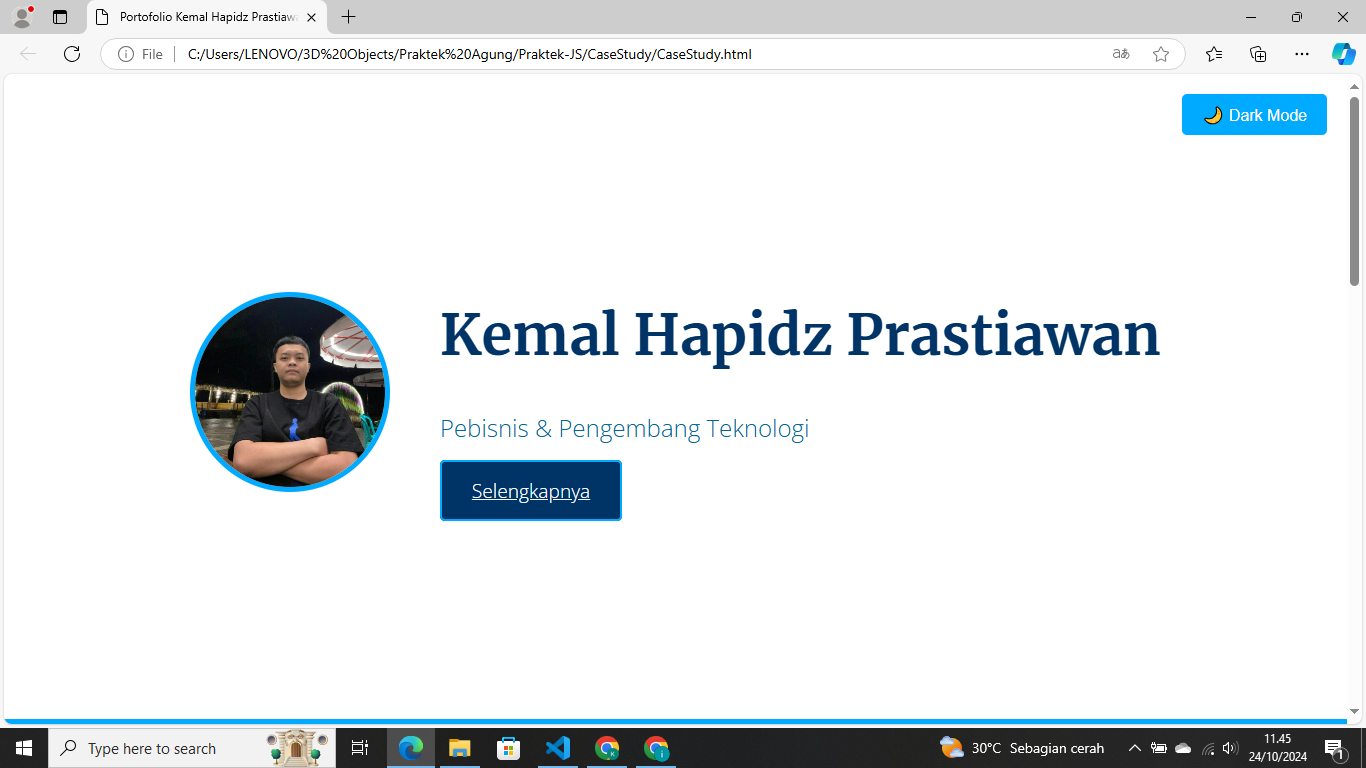 Portofolio Kemal Hapidz Prastiaw
File
C:/Users/LENOVO/3D%20Objects/Praktek%20Agung/Praktek-JS/CaseStudy/CaseStudy.html
aあ
🌙 Dark Mode
Kemal Hapidz Prastiawan
Pebisnis & Pengembang Teknologi
Selengkapnya
Type here to search
K
i
30°C Sebagian cerah
11.45
24/10/2024
1